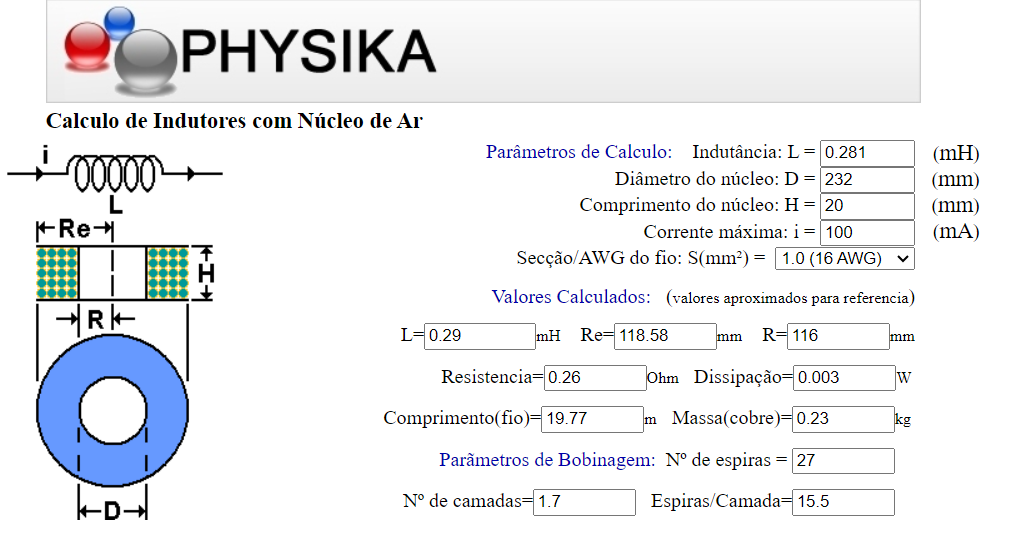 PHYSIKA
Calculo de Indutores com Núcleo de Ar
i
L
Re
H
R
D
Parâmetros de Calculo: Indutância: L = 0.281 (mH)
Diâmetro do núcleo: D = 232 (mm)
Comprimento do núcleo: H = 20 (mm)
Corrente máxima: i = 100 (mA)
Secção/AWG do fio: S(mm²) = 1.0 (16 AWG)
Valores Calculados: (valores aproximados para referencia)
L= 0.29 mH Re= 118.58 mm R= 116 mm
Resistencia= 0.26 Ohm Dissipação= 0.003 W
Comprimento(fio)= 19.77 m Massa(cobre)= 0.23 kg
Parãmetros de Bobinagem: Nº de espiras = 27
Nº de camadas= 1.7 Espiras/Camada= 15.5